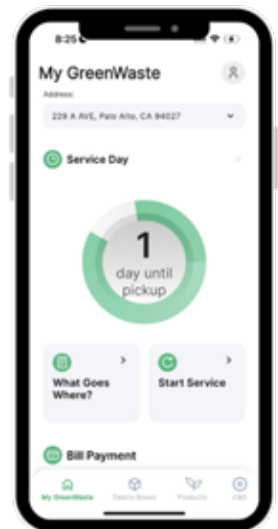 8:25
My GreenWaste
Address:
229 A AVE, Palo Alto, CA 94027
Service Day
1
day until
pickup
What Goes
Where?
Start Service
Bill Payment
My GreenWaste
Debris Boxes
Products